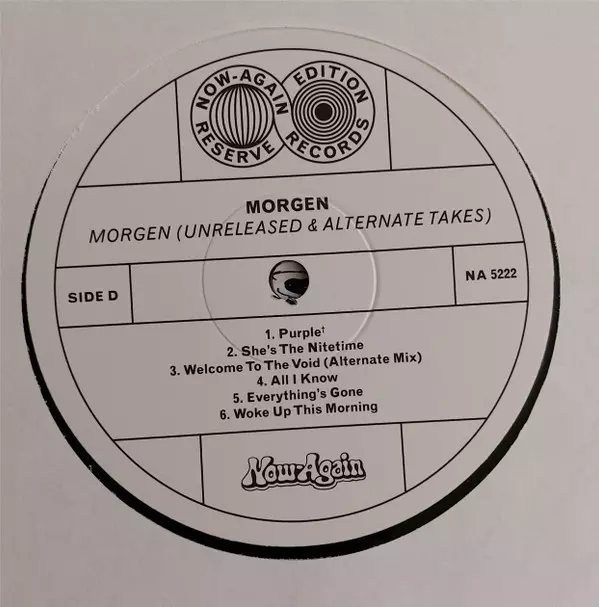 NOW-AGAIN RESERVE
EDITION RECORDS
MORGEN
MORGEN (UNRELEASED & ALTERNATE TAKES)
SIDE D
NA 5222
1. Purple†
2. She's The Nitetime
3. Welcome To The Void (Alternate Mix)
4. All I Know
5. Everything's Gone
6. Woke Up This Morning
Now-Again